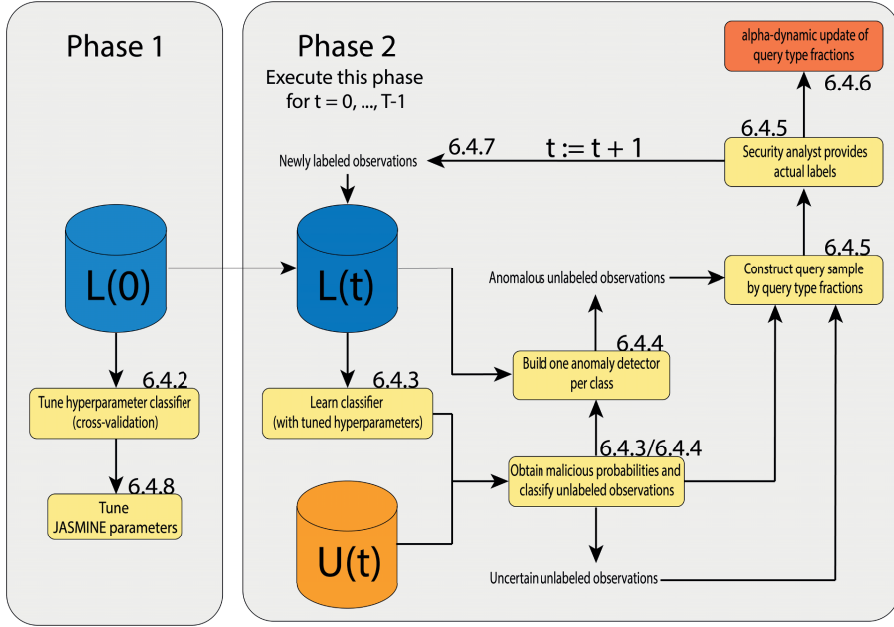 Phase 1
L(0)
6.4.2
Tune hyperparameter classifier
(cross-validation)
6.4.8
Tune
JASMINE parameters
Phase 2
Execute this phase
for t = 0, ..., T-1
alpha-dynamic update of
query type fractions
6.4.6
6.4.5
Security analyst provides
actual labels
6.4.7
t := t + 1
Newly labeled observations
L(t)
6.4.5
Construct query sample
by query type fractions
Anomalous unlabeled observations
6.4.4
Build one anomaly detector
per class
6.4.3
Learn classifier
(with tuned hyperparameters)
6.4.3/6.4.4
Obtain malicious probabilities and
classify unlabeled observations
U(t)
Uncertain unlabeled observations